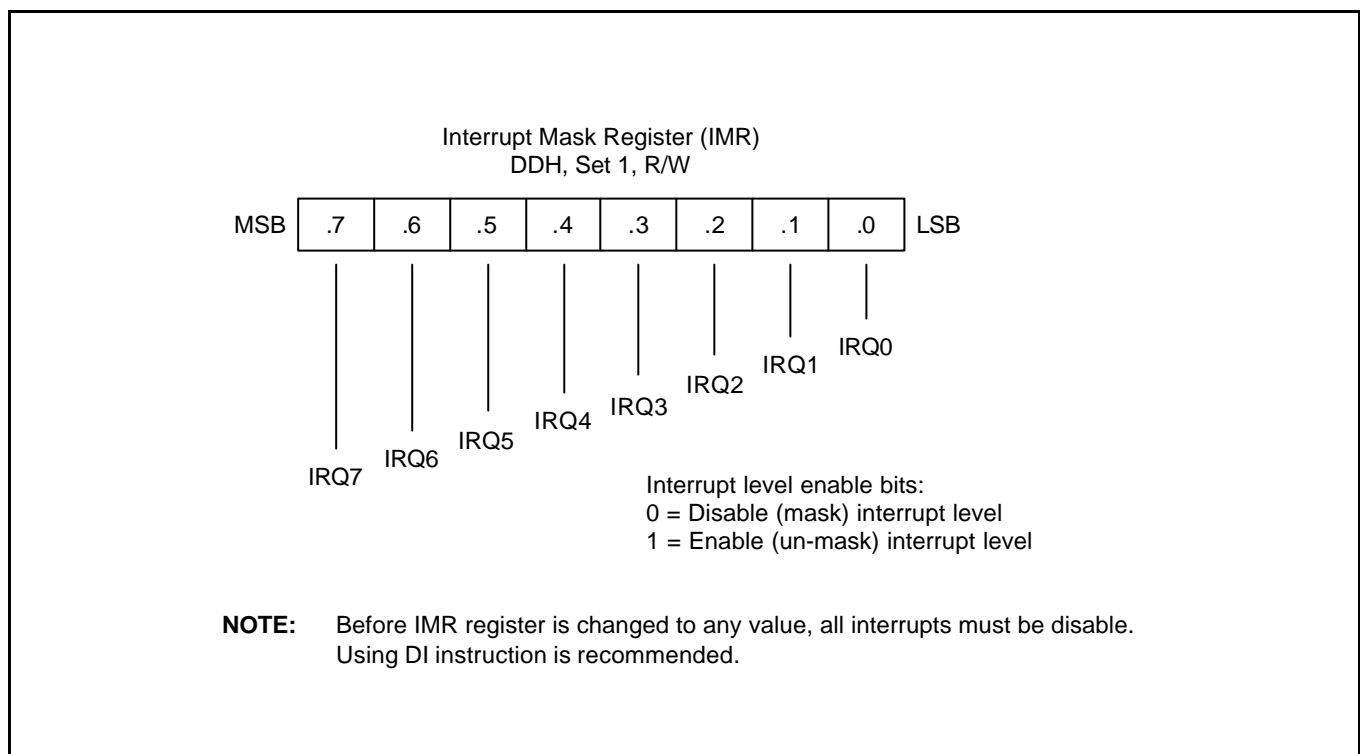 Interrupt Mask Register (IMR)
DDH, Set 1, R/W
MSB .7 .6 .5 .4 .3 .2 .1 .0 LSB
IRQ7 IRQ6 IRQ5 IRQ4 IRQ3 IRQ2 IRQ1 IRQ0
Interrupt level enable bits:
0 = Disable (mask) interrupt level
1 = Enable (un-mask) interrupt level
NOTE: Before IMR register is changed to any value, all interrupts must be disable.
Using DI instruction is recommended.